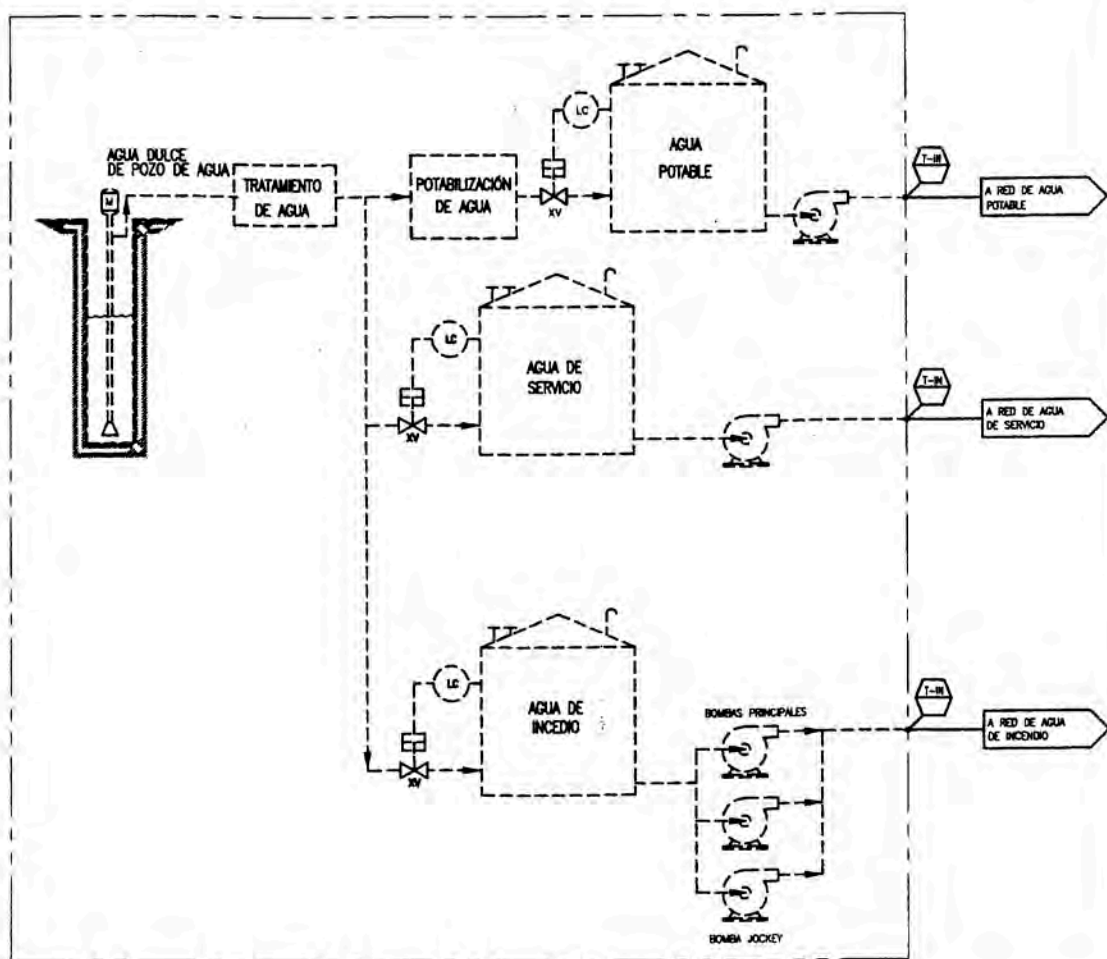 AGUA DULCE
DE POZO DE AGUA
M
TRATAMIENTO
DE AGUA
POTABILIZACIÓN
DE AGUA
XV
LC
AGUA
POTABLE
T-IN
A RED DE AGUA
POTABLE
LC
XV
AGUA DE
SERVICIO
T-IN
A RED DE AGUA
DE SERVICIO
LC
XV
AGUA DE
INCEDIO
BOMBAS PRINCIPALES
BOMBA JOCKEY
T-IN
A RED DE AGUA
DE INCENDIO